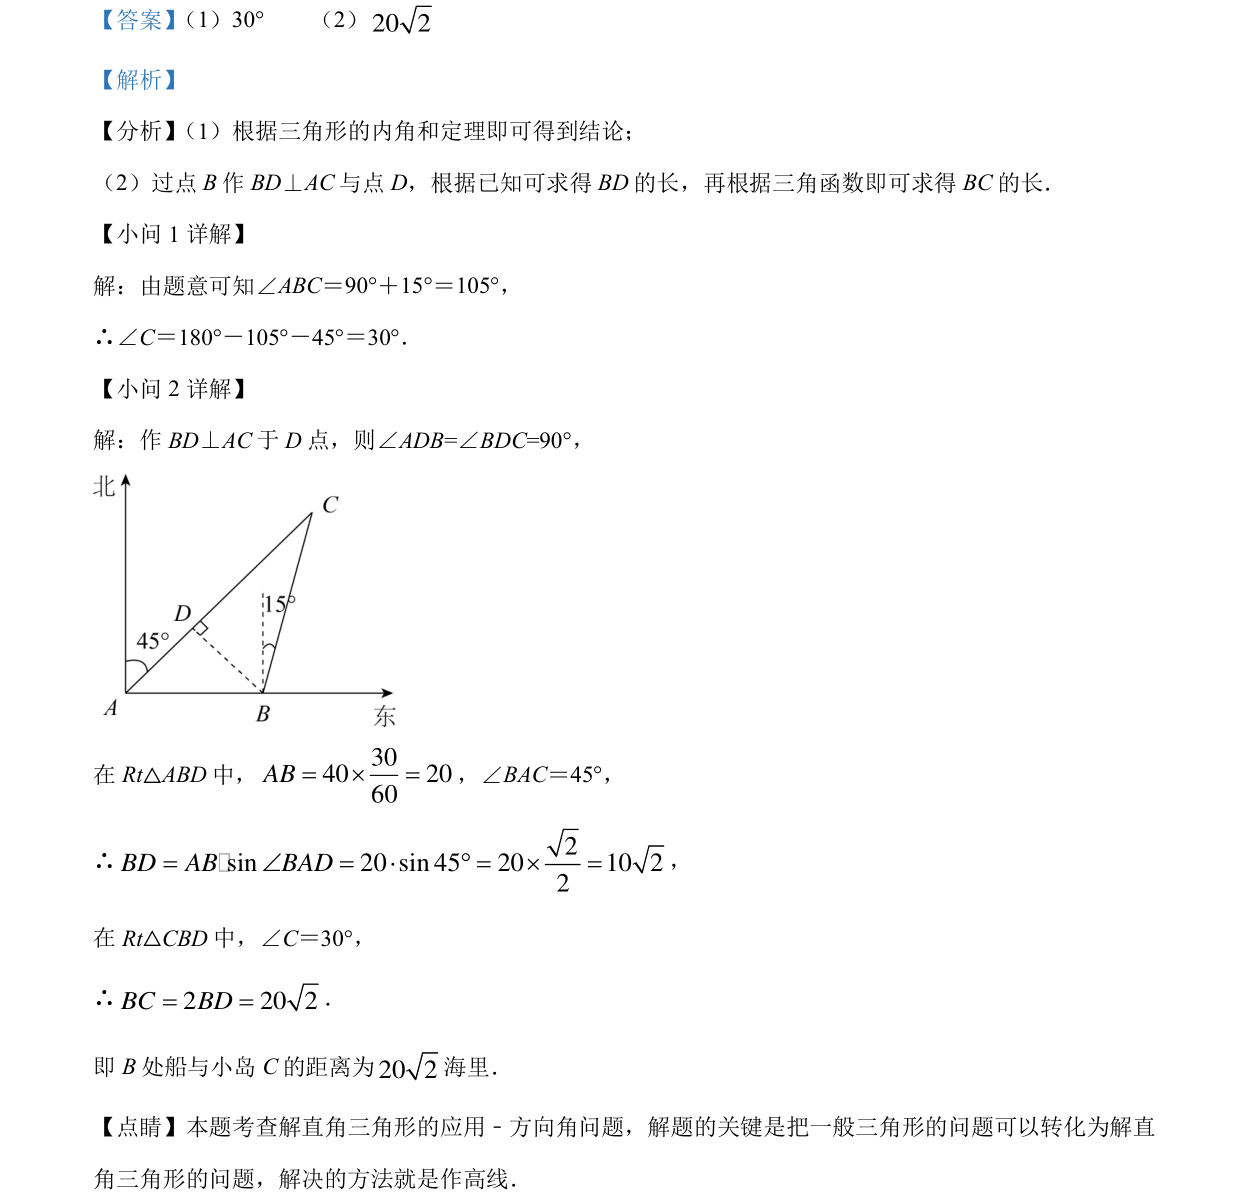 【答案】（1）30° （2）20√2
【解析】
【分析】（1）根据三角形的内角和定理即可得到结论；
（2）过点 B 作 BD⊥AC 与点 D，根据已知可求得 BD 的长，再根据三角函数即可求得 BC 的长．
【小问 1 详解】
解：由题意可知∠ABC＝90°＋15°＝105°，
∴∠C＝180°－105°－45°＝30°．
【小问 2 详解】
解：作 BD⊥AC 于 D 点，则∠ADB=∠BDC=90°，
北
C
15°
D
45°
A
B
东
在 Rt△ABD 中， AB = 40×30/60 = 20，∠BAC＝45°，
∴ BD = AB□sin∠BAD = 20·sin 45° = 20×√2/2 = 10√2，
在 Rt△CBD 中，∠C＝30°，
∴ BC = 2BD = 20√2．
即 B 处船与小岛 C 的距离为 20√2 海里．
【点睛】本题考查解直角三角形的应用﹣方向角问题，解题的关键是把一般三角形的问题可以转化为解直
角三角形的问题，解决的方法就是作高线．